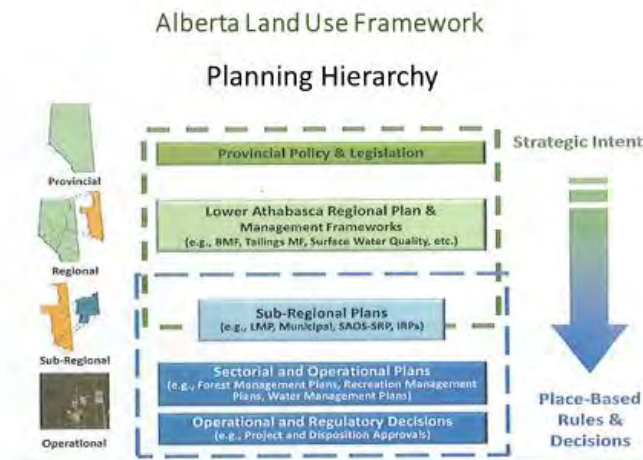 Alberta Land Use Framework
Planning Hierarchy
Provincial
Regional
Sub-Regional
Operational
Provincial Policy & Legislation
Lower Athabasca Regional Plan &
Management Frameworks
(e.g., BMF, Tailings MF, Surface Water Quality, etc.)
Sub-Regional Plans
(e.g., LMP, Municipal, SAOS-SRP, IRPs)
Sectorial and Operational Plans
(e.g., Forest Management Plans, Recreation Management
Plans, Water Management Plans)
Operational and Regulatory Decisions
(e.g., Project and Disposition Approvals)
Strategic Intent
Place-Based
Rules &
Decisions